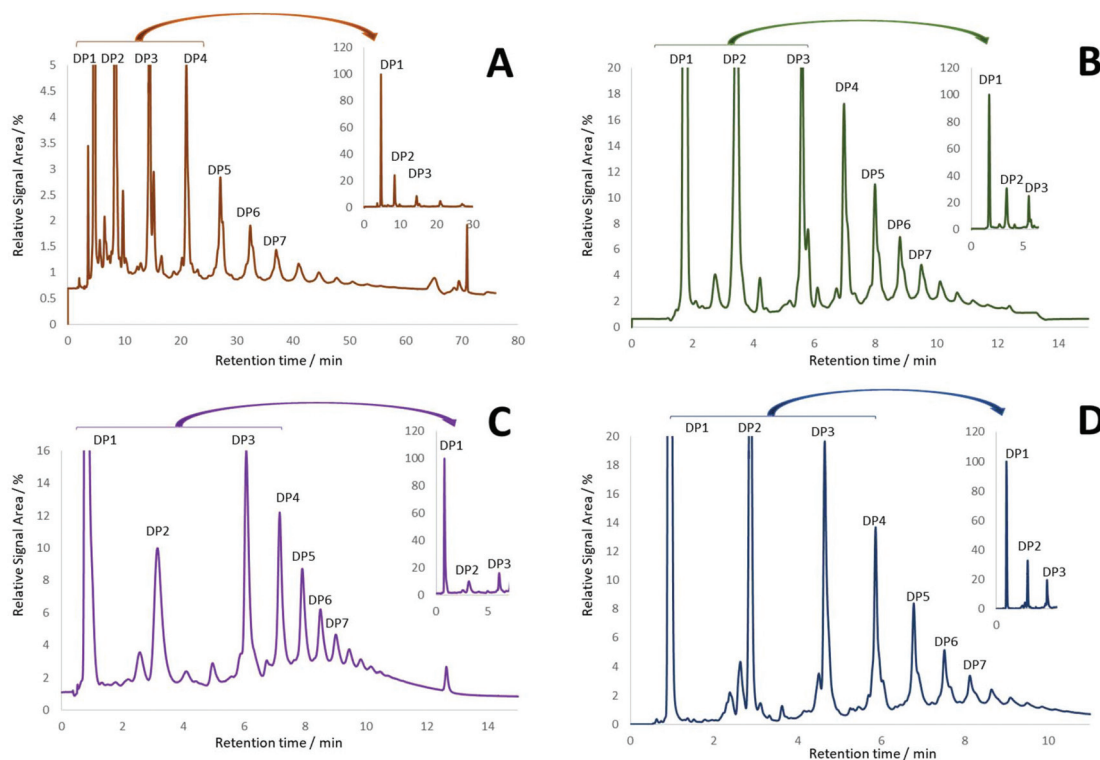 A
DP1 DP2 DP3 DP4
Relative Signal Area / %
5
4.5
4
3.5
3
2.5
2
1.5
1
0.5
0
DP5
DP6
DP7
0 10 20 30 40 50 60 70 80
Retention time / min
120
100
80
60
40
20
0
DP1
DP2
DP3
0 10 20 30
B
DP1 DP2 DP3
Relative Signal Area / %
20
18
16
14
12
10
8
6
4
2
0
DP4
DP5
DP6
DP7
0 2 4 6 8 10 12 14
Retention time / min
120
100
80
60
40
20
0
DP1
DP2
DP3
0 5
C
DP1 DP3
Relative Signal Area / %
16
14
12
10
8
6
4
2
0
DP2
DP4
DP5
DP6
DP7
0 2 4 6 8 10 12 14
Retention time / min
120
100
80
60
40
20
0
DP1
DP2
DP3
0 5
D
DP1 DP2 DP3
Relative Signal Area / %
20
18
16
14
12
10
8
6
4
2
0
DP4
DP5
DP6
DP7
0 2 4 6 8 10
Retention time / min
120
100
80
60
40
20
0
DP1
DP2
DP3
0